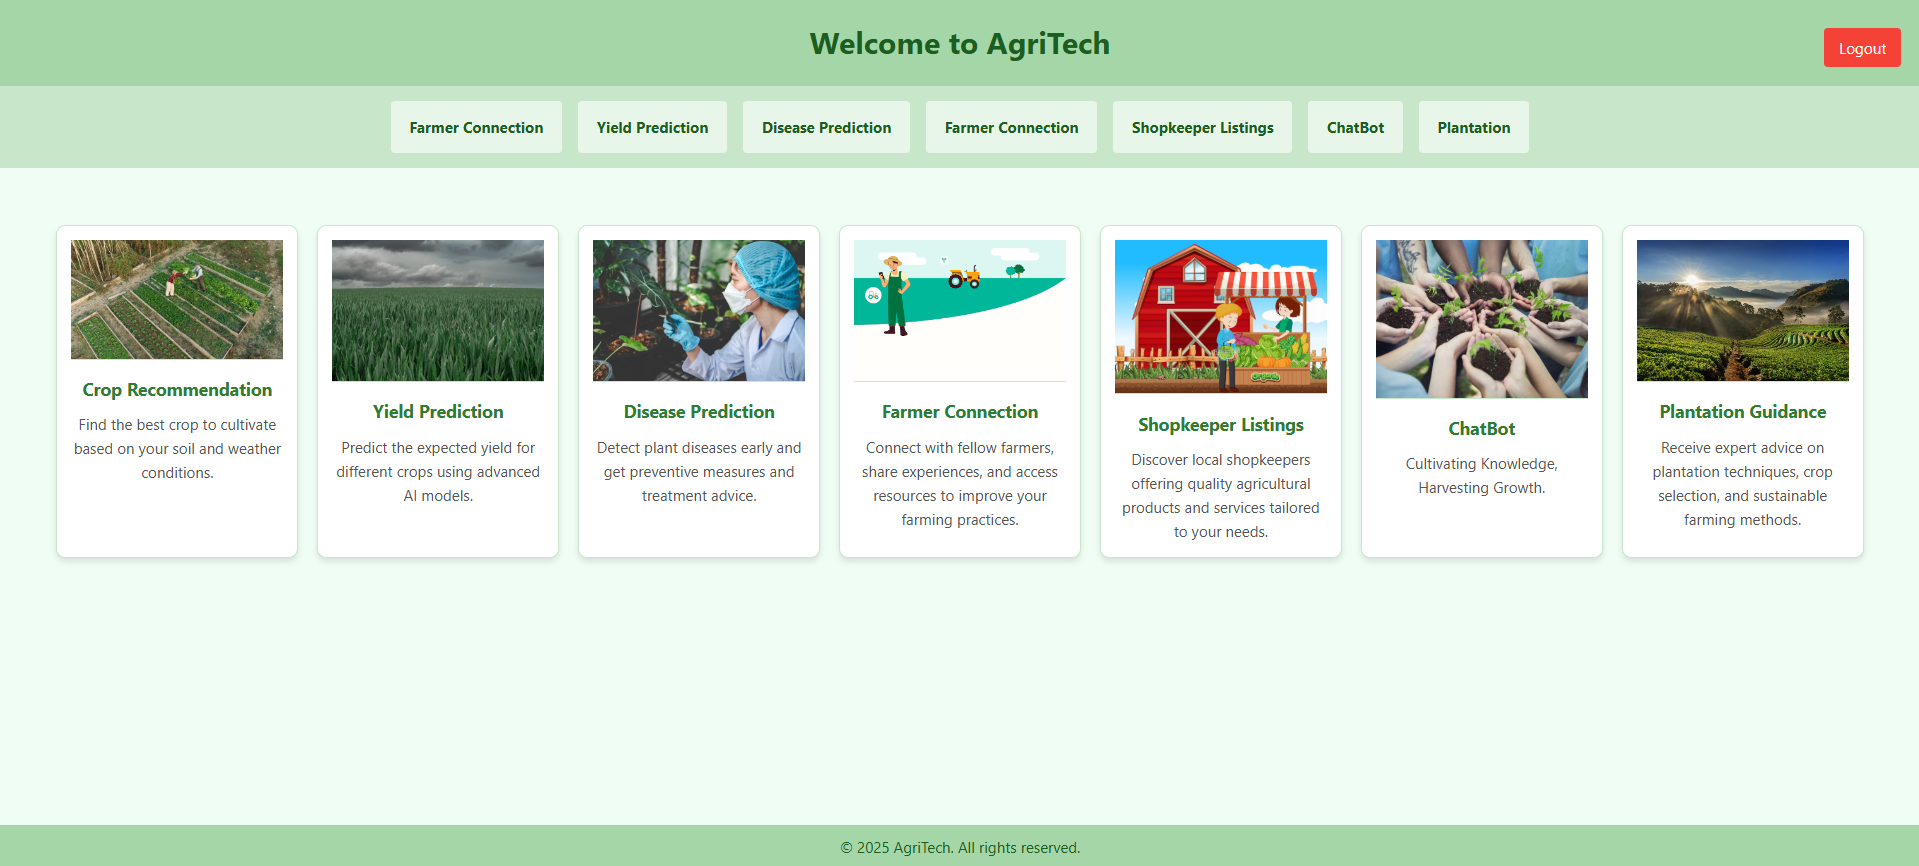 Welcome to AgriTech
Logout
Farmer Connection
Yield Prediction
Disease Prediction
Farmer Connection
Shopkeeper Listings
ChatBot
Plantation
Crop Recommendation
Find the best crop to cultivate
based on your soil and weather
conditions.
Yield Prediction
Predict the expected yield for
different crops using advanced
AI models.
Disease Prediction
Detect plant diseases early and
get preventive measures and
treatment advice.
Farmer Connection
Connect with fellow farmers,
share experiences, and access
resources to improve your
farming practices.
Organic
Shopkeeper Listings
Discover local shopkeepers
offering quality agricultural
products and services tailored
to your needs.
ChatBot
Cultivating Knowledge,
Harvesting Growth.
Plantation Guidance
Receive expert advice on
plantation techniques, crop
selection, and sustainable
farming methods.
© 2025 AgriTech. All rights reserved.